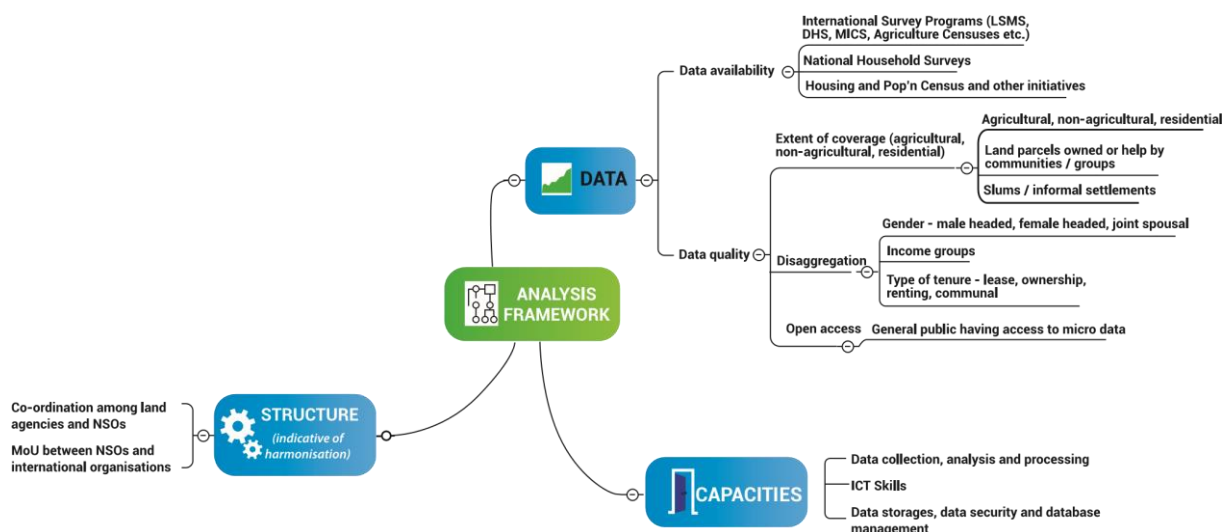 International Survey Programs (LSMS,
DHS, MICS, Agriculture Censuses etc.)
Data availability
National Household Surveys
Housing and Pop'n Census and other initiatives
Agricultural, non-agricultural, residential
Extent of coverage (agricultural,
non-agricultural, residential)
Land parcels owned or help by
communities / groups
Slums / informal settlements
DATA
Gender - male headed, female headed, joint spousal
Data quality
Disaggregation
Income groups
Type of tenure - lease, ownership,
renting, communal
Open access
General public having access to micro data
ANALYSIS
FRAMEWORK
Co-ordination among land
agencies and NSOs
MoU between NSOs and
international organisations
STRUCTURE
(indicative of
harmonisation)
CAPACITIES
Data collection, analysis and processing
ICT Skills
Data storages, data security and database
management